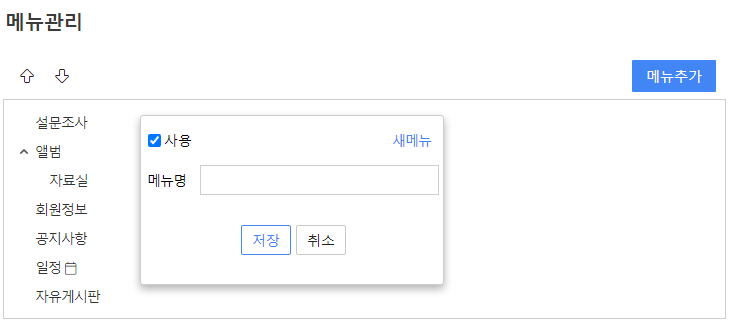 메뉴관리
메뉴추가
설문조사
앨범
자료실
회원정보
공지사항
일정
자유게시판
사용 새메뉴
메뉴명
저장 취소